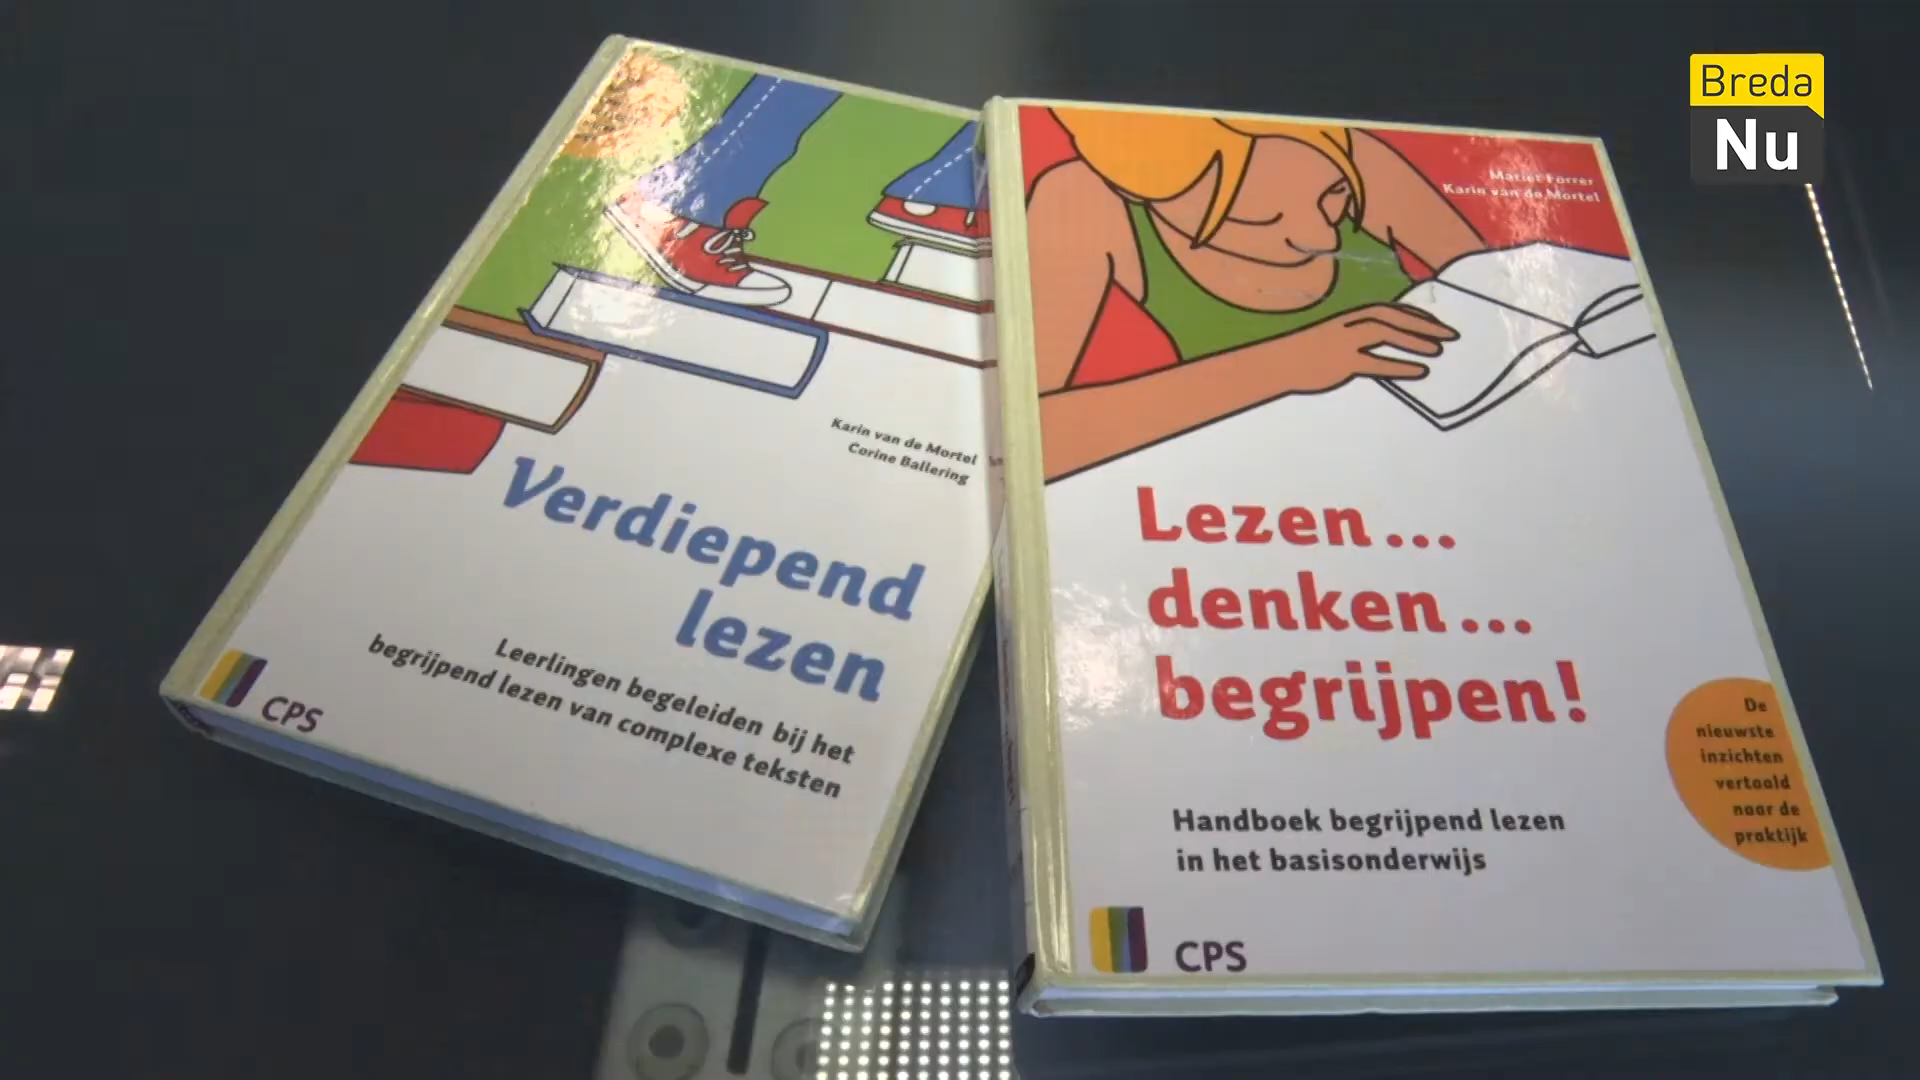 Karin van de Mortel
Corine Ballering
Verdiepend
lezen
Leerlingen begeleiden bij het
begrijpend lezen van complexe teksten
CPS
Mariët Förrer
Karin van de Mortel
Lezen...
denken...
begrijpen!
De
nieuwste
inzichten
vertaald
naar de
praktijk
Handboek begrijpend lezen
in het basisonderwijs
CPS
Breda
Nu